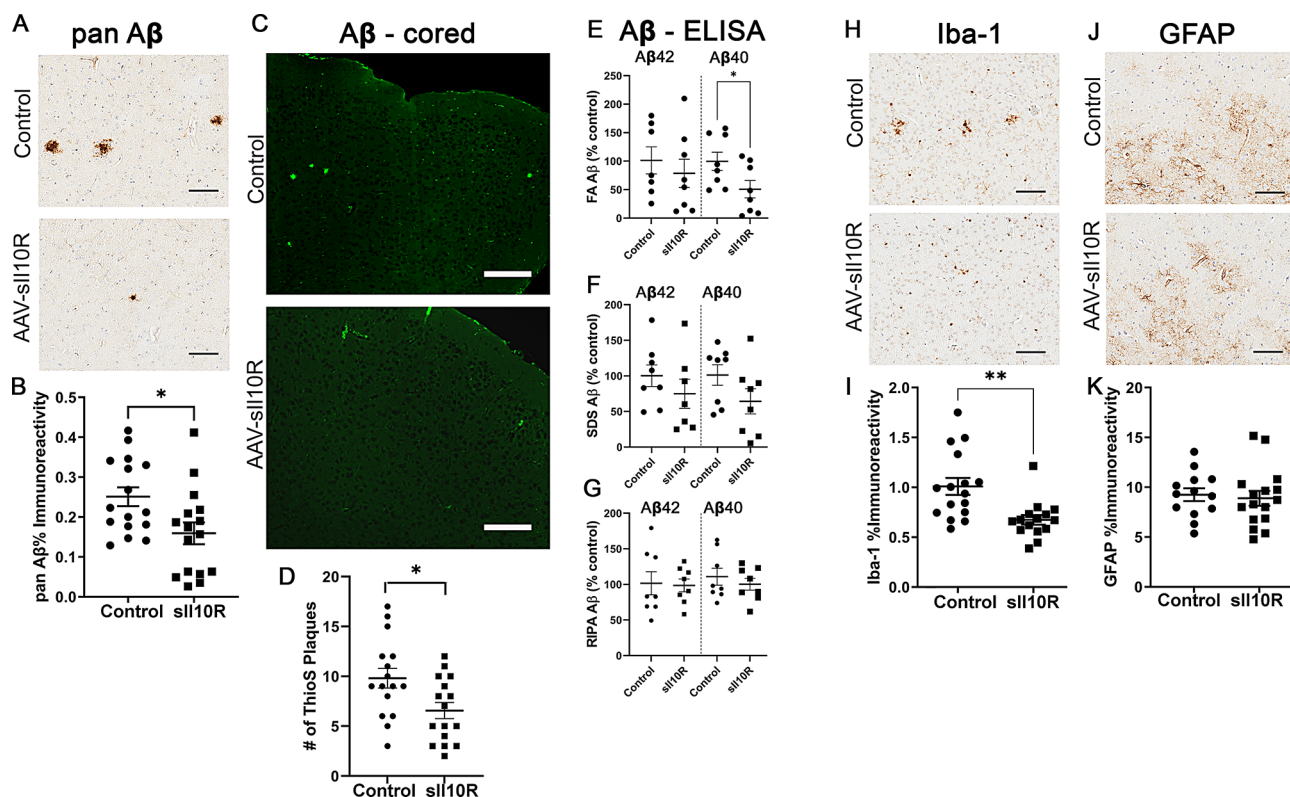 A
pan Aβ
Control
AAV-sIl10R
B
pan Aβ% Immunoreactivity
0.5
0.4
0.3
0.2
0.1
0.0
*
Control sIl10R
C
Aβ - cored
Control
AAV-sIl10R
D
# of ThioS Plaques
20
15
10
5
0
*
Control sIl10R
E
Aβ - ELISA
Aβ42 Aβ40
FA Aβ (% control)
250
200
150
100
50
0
*
Control sIl10R Control sIl10R
F
Aβ42 Aβ40
SDS Aβ (% control)
200
150
100
50
0
Control sIl10R Control sIl10R
G
Aβ42 Aβ40
RIPA Aβ (% control)
200
150
100
50
0
Control sIl10R Control sIl10R
H
Iba-1
Control
AAV-sIl10R
I
Iba-1 %Immunoreactivity
2.0
1.5
1.0
0.5
0.0
**
Control sIl10R
J
GFAP
Control
AAV-sIl10R
K
GFAP %Immunoreactivity
20
15
10
5
0
Control sIl10R